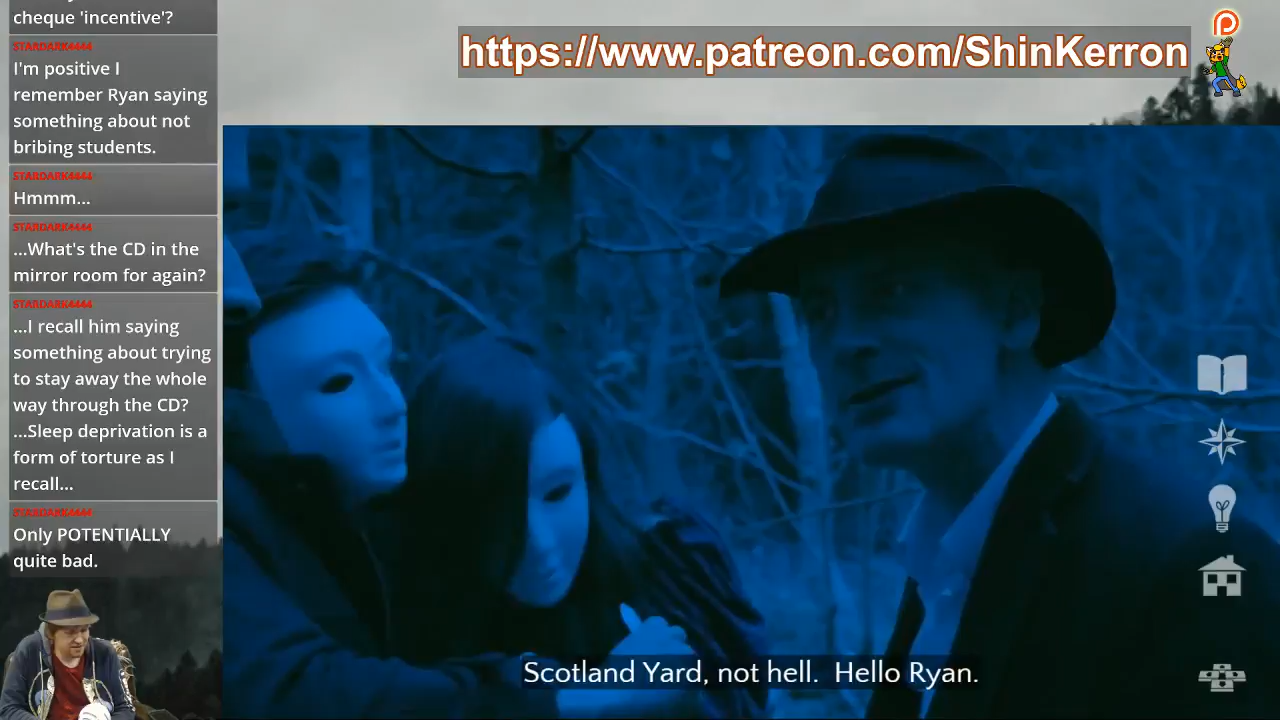 cheque 'incentive'?
STARDARK4444
I'm positive I
remember Ryan saying
something about not
bribing students.
STARDARK4444
Hmmm...
STARDARK4444
...What's the CD in the
mirror room for again?
STARDARK4444
...I recall him saying
something about trying
to stay away the whole
way through the CD?
...Sleep deprivation is a
form of torture as I
recall...
STARDARK4444
Only POTENTIALLY
quite bad.
https://www.patreon.com/ShinKerron
Scotland Yard, not hell.  Hello Ryan.